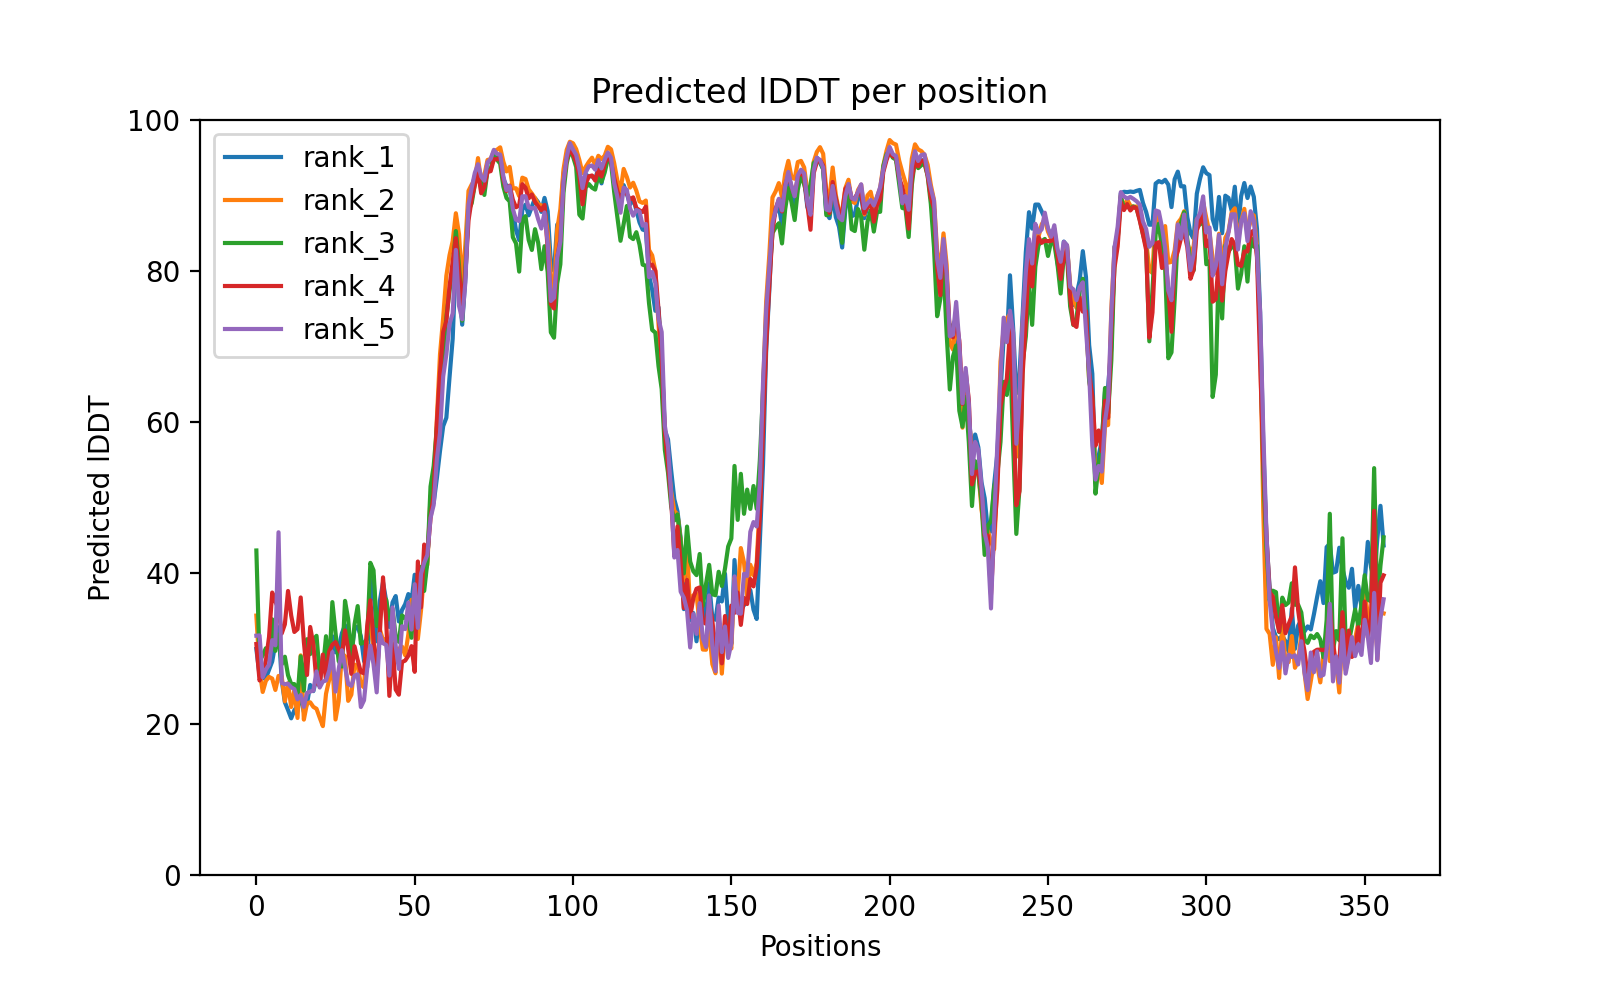 Predicted lDDT per position
100
80
60
40
20
0
Predicted lDDT
rank_1
rank_2
rank_3
rank_4
rank_5
0 50 100 150 200 250 300 350
Positions